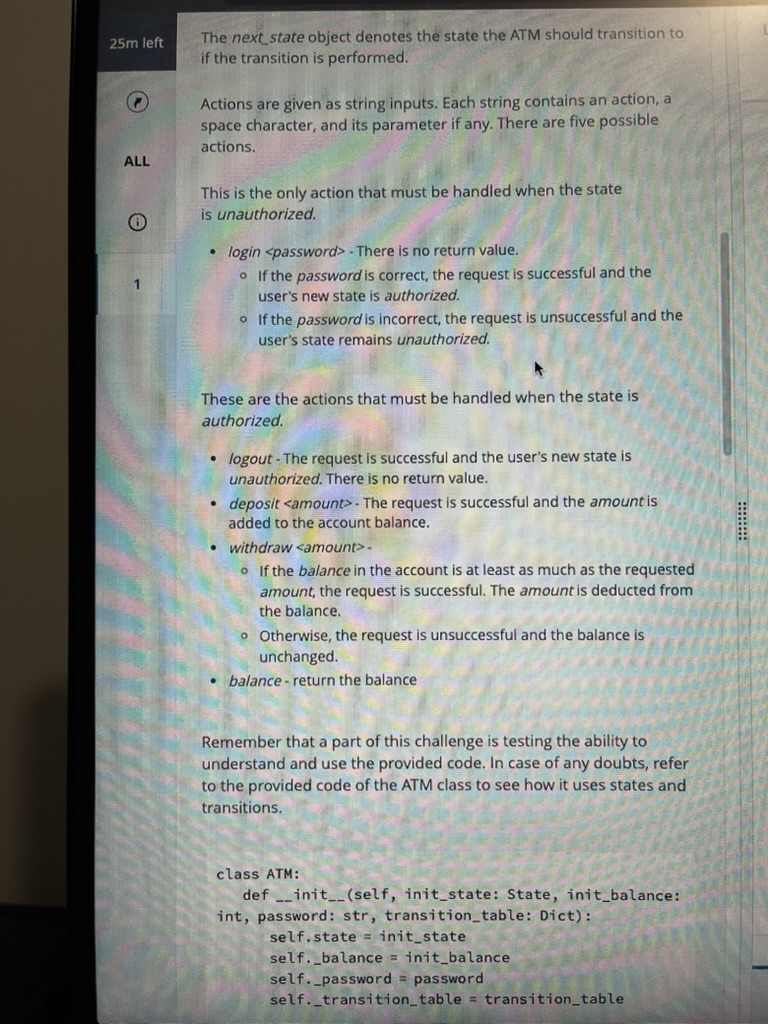 25m left
The next_state object denotes the state the ATM should transition to
if the transition is performed.
Actions are given as string inputs. Each string contains an action, a
space character, and its parameter if any. There are five possible
actions.
ALL
This is the only action that must be handled when the state
is unauthorized.
• login <password> - There is no return value.
1
o If the password is correct, the request is successful and the
user's new state is authorized.
o If the password is incorrect, the request is unsuccessful and the
user's state remains unauthorized.
These are the actions that must be handled when the state is
authorized.
• logout - The request is successful and the user's new state is
unauthorized. There is no return value.
• deposit <amount> - The request is successful and the amount is
added to the account balance.
• withdraw <amount> -
o If the balance in the account is at least as much as the requested
amount, the request is successful. The amount is deducted from
the balance.
o Otherwise, the request is unsuccessful and the balance is
unchanged.
• balance - return the balance
Remember that a part of this challenge is testing the ability to
understand and use the provided code. In case of any doubts, refer
to the provided code of the ATM class to see how it uses states and
transitions.
class ATM:
def __init__(self, init_state: State, init_balance:
int, password: str, transition_table: Dict):
self.state = init_state
self._balance = init_balance
self._password = password
self._transition_table = transition_table